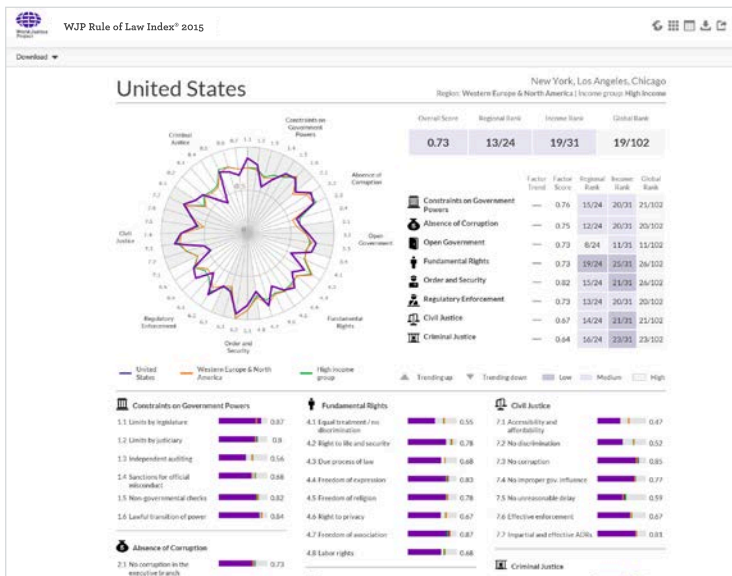 World Justice
Project
WJP Rule of Law Index® 2015
Download
United States
New York, Los Angeles, Chicago
Region: Western Europe & North America | Income group: High Income
Overall Score Regional Rank Income Rank Global Rank
0.73 13/24 19/31 19/102
Factor Trend Factor Score Regional Rank Income Rank Global Rank
Constraints on Government Powers — 0.76 15/24 20/31 21/102
Absence of Corruption — 0.75 12/24 20/31 20/102
Open Government — 0.73 8/24 11/31 11/102
Fundamental Rights — 0.73 19/24 25/31 26/102
Order and Security — 0.82 15/24 21/31 26/102
Regulatory Enforcement — 0.73 13/24 20/31 20/102
Civil Justice — 0.67 14/24 21/31 21/102
Criminal Justice — 0.64 16/24 23/31 23/102
Constraints on
Government
Powers
Absence of
Corruption
Open
Government
Fundamental
Rights
Order and
Security
Regulatory
Enforcement
Civil
Justice
Criminal
Justice
United States
Western Europe & North America
High income group
Trending up Trending down Low Medium High
Constraints on Government Powers
1.1 Limits by legislature 0.87
1.2 Limits by judiciary 0.8
1.3 Independent auditing 0.56
1.4 Sanctions for official misconduct 0.68
1.5 Non-governmental checks 0.82
1.6 Lawful transition of power 0.84
Absence of Corruption
2.1 No corruption in the executive branch 0.73
Fundamental Rights
4.1 Equal treatment / no discrimination 0.55
4.2 Right to life and security 0.78
4.3 Due process of law 0.68
4.4 Freedom of expression 0.83
4.5 Freedom of religion 0.78
4.6 Right to privacy 0.67
4.7 Freedom of association 0.87
4.8 Labor rights 0.68
Civil Justice
7.1 Accessibility and affordability 0.47
7.2 No discrimination 0.52
7.3 No corruption 0.85
7.4 No improper gov. influence 0.77
7.5 No unreasonable delay 0.59
7.6 Effective enforcement 0.67
7.7 Impartial and effective ADRs 0.81
Criminal Justice